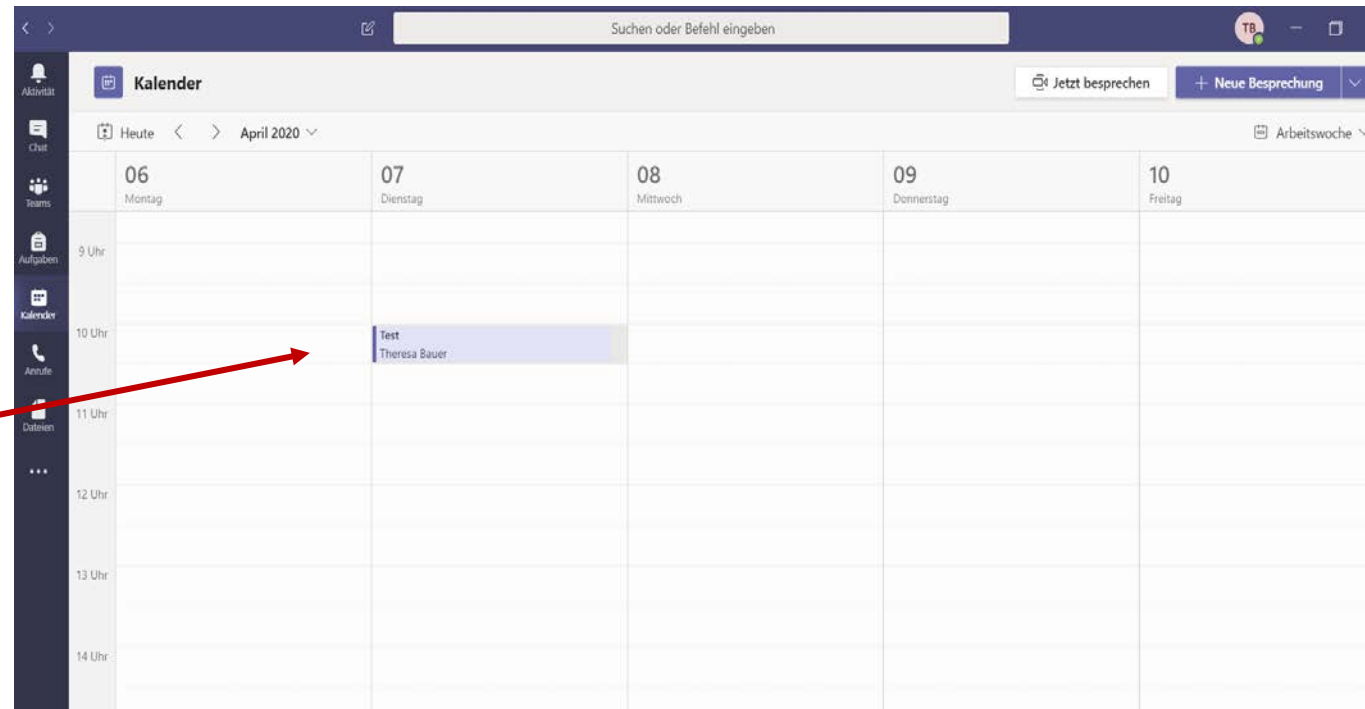 Suchen oder Befehl eingeben
TB
Aktivität
Kalender
Jetzt besprechen
+ Neue Besprechung
Chat
Heute
April 2020
Arbeitswoche
Teams
06
07
08
09
10
Montag
Dienstag
Mittwoch
Donnerstag
Freitag
Aufgaben
9 Uhr
Kalender
10 Uhr
Test
Theresa Bauer
Anrufe
11 Uhr
Dateien
12 Uhr
13 Uhr
14 Uhr